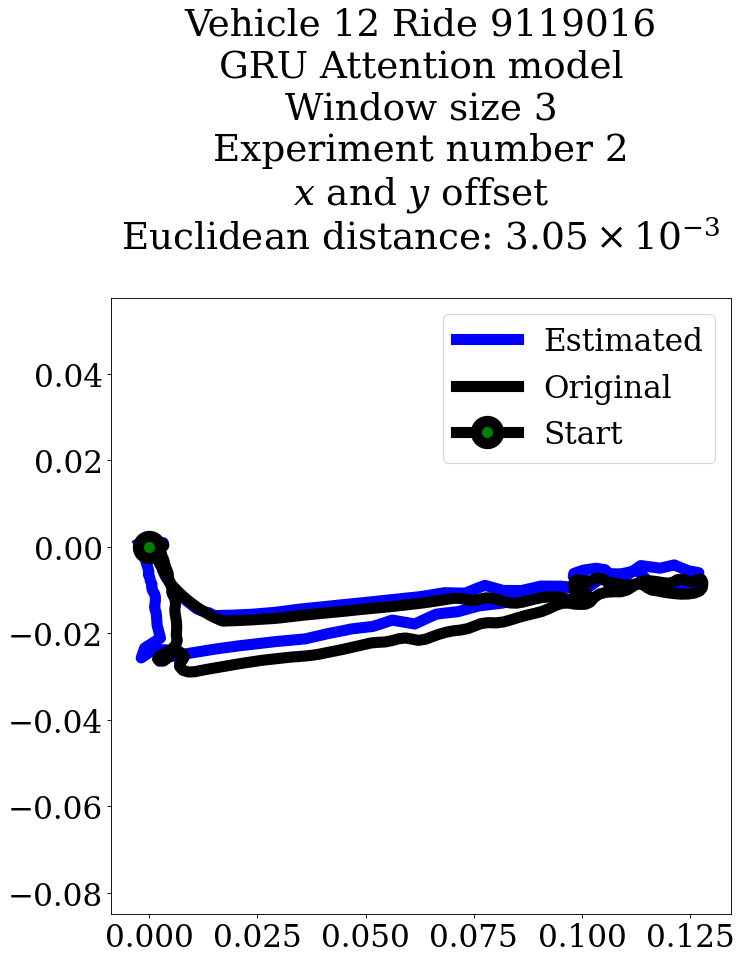 Vehicle 12 Ride 9119016
GRU Attention model
Window size 3
Experiment number 2
x and y offset
Euclidean distance: 3.05 × 10⁻³
Estimated
Original
Start
0.04
0.02
0.00
−0.02
−0.04
−0.06
−0.08
0.000 0.025 0.050 0.075 0.100 0.125